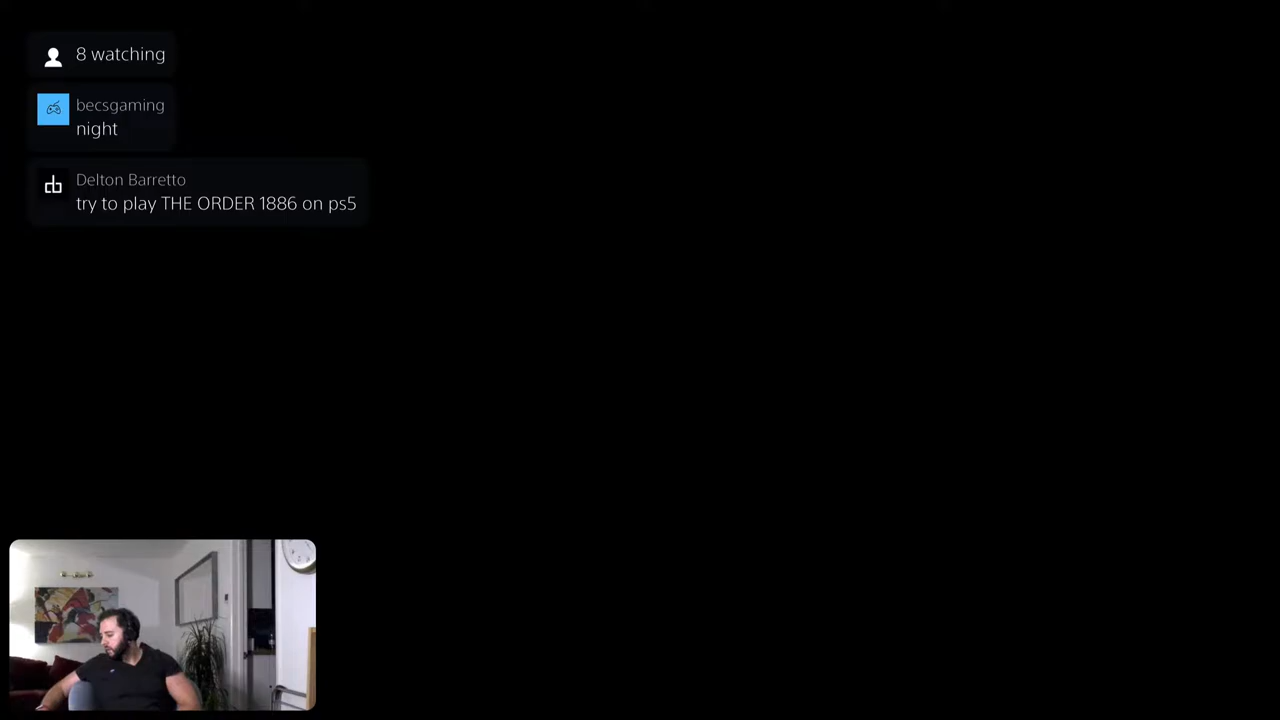 8 watching
becsgaming
night
Delton Barretto
try to play THE ORDER 1886 on ps5